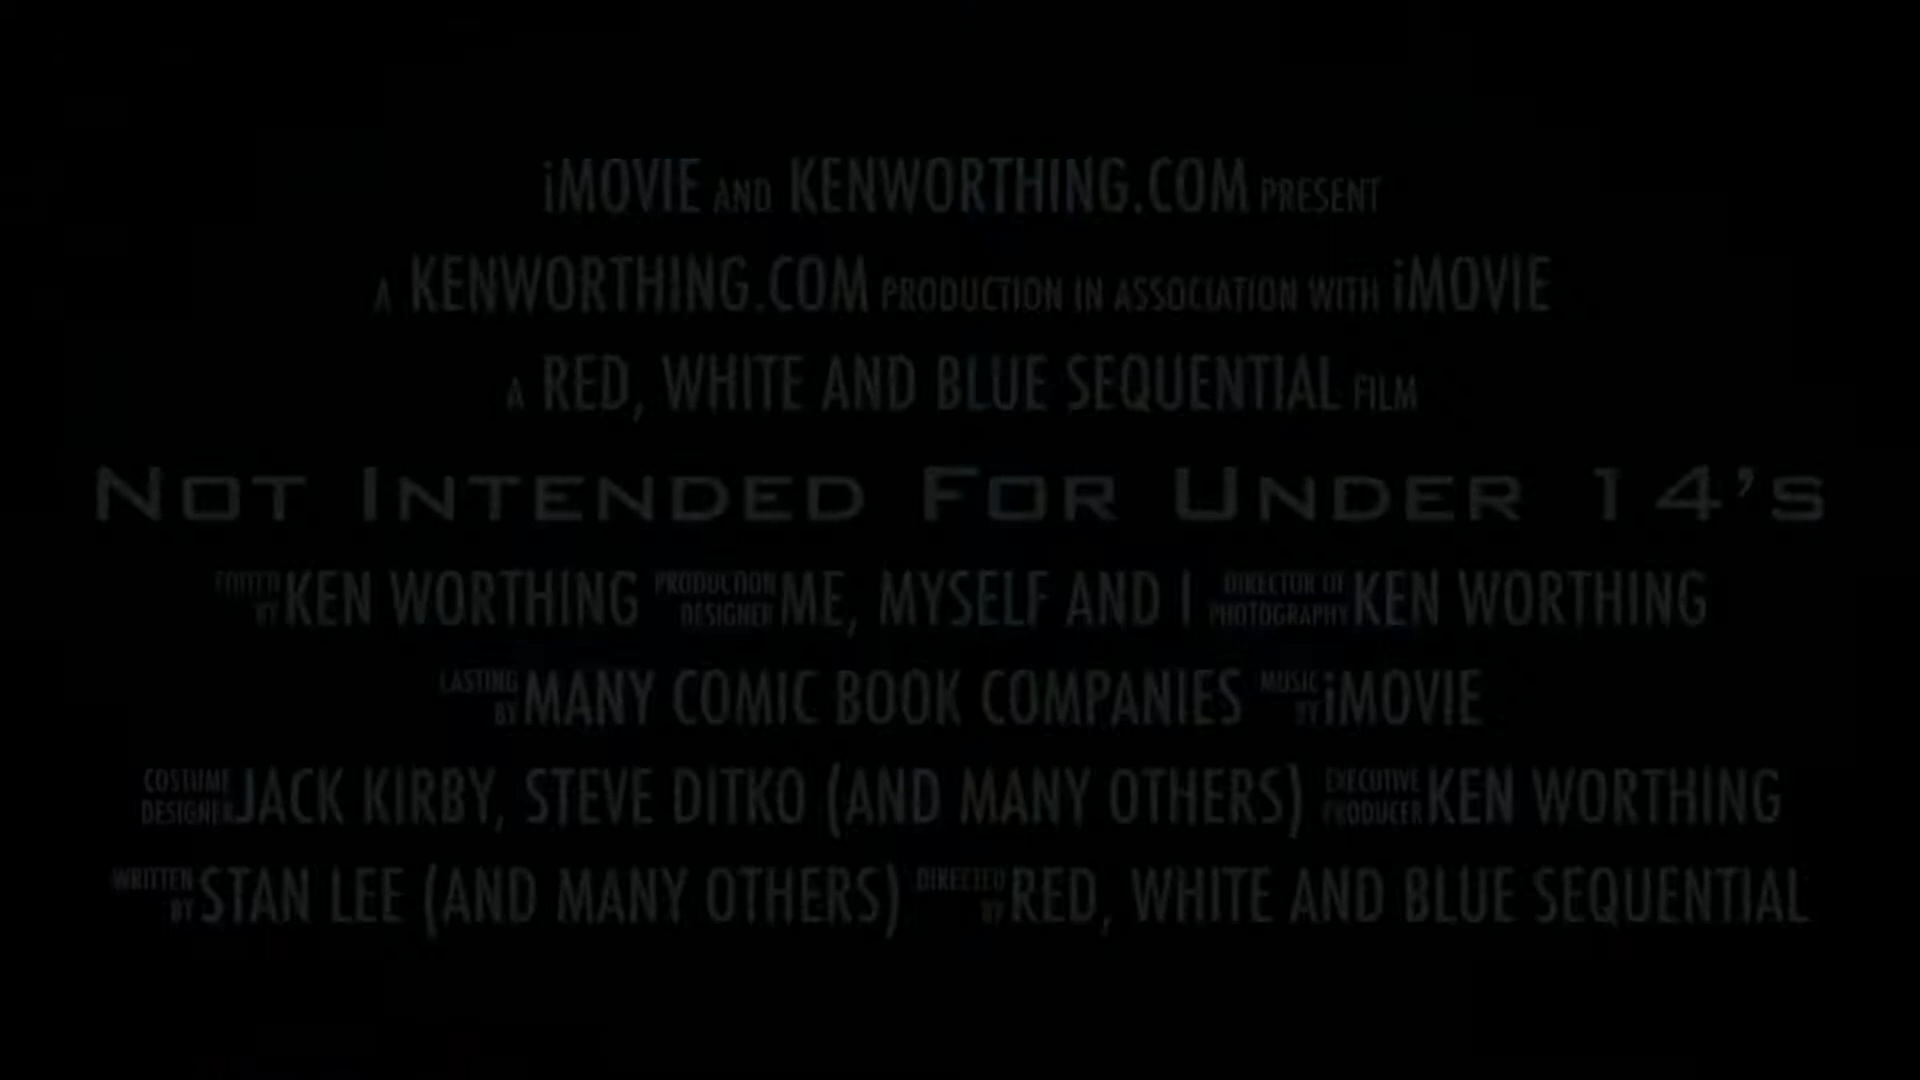 iMOVIE AND KENWORTHING.COM PRESENT
A KENWORTHING.COM PRODUCTION IN ASSOCIATION WITH iMOVIE
A RED, WHITE AND BLUE SEQUENTIAL FILM
NOT INTENDED FOR UNDER 14'S
EDITED BY KEN WORTHING PRODUCTION DESIGNER ME, MYSELF AND I DIRECTOR OF PHOTOGRAPHY KEN WORTHING
CASTING BY MANY COMIC BOOK COMPANIES MUSIC BY iMOVIE
COSTUME DESIGNER JACK KIRBY, STEVE DITKO (AND MANY OTHERS) EXECUTIVE PRODUCER KEN WORTHING
WRITTEN BY STAN LEE (AND MANY OTHERS) DIRECTED BY RED, WHITE AND BLUE SEQUENTIAL